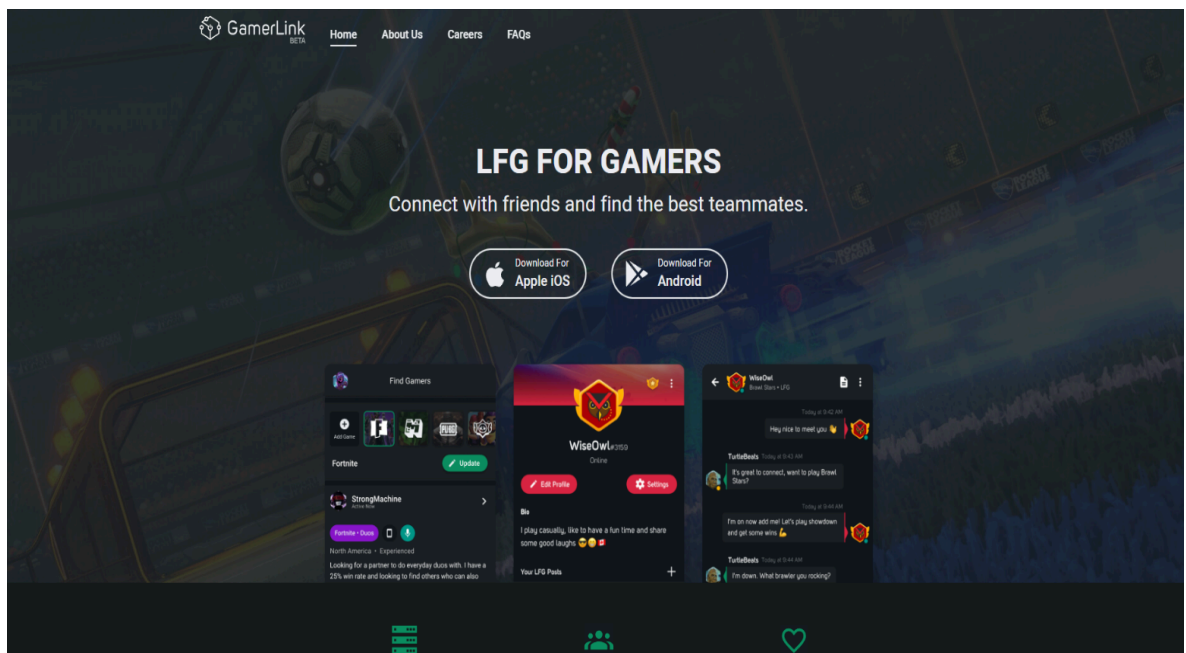 GamerLink
BETA
Home
About Us
Careers
FAQs
LFG FOR GAMERS
Connect with friends and find the best teammates.
Download For
Apple iOS
Download For
Android
Find Gamers
Add Game
PUBG
Fortnite
Update
StrongMachine
Active Now
Fortnite • Duos
North America • Experienced
Looking for a partner to do everyday duos with. I have a
25% win rate and looking to find others who can also
WiseOwl#3159
Online
Edit Profile
Settings
Bio
I play casually, like to have a fun time and share
some good laughs 😎😄🇨🇦
Your LFG Posts
WiseOwl
Brawl Stars • LFG
Today at 9:42 AM
Hey nice to meet you 👋
TurtleBeats Today at 9:43 AM
It's great to connect, want to play Brawl
Stars?
Today at 9:44 AM
I'm on now add me! Let's play showdown
and get some wins 💪
TurtleBeats Today at 9:44 AM
I'm down. What brawler you rocking?
ROCKET
LEAGUE